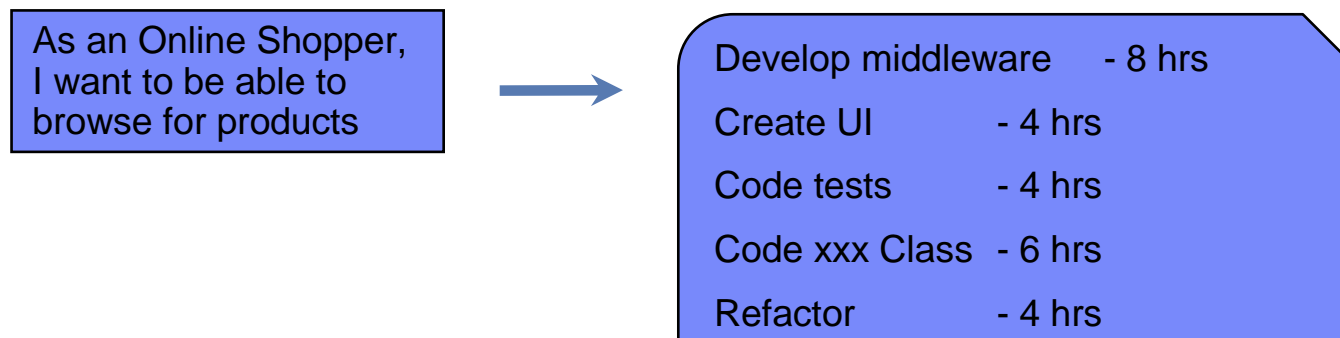 As an Online Shopper,
I want to be able to
browse for products
Develop middleware - 8 hrs
Create UI - 4 hrs
Code tests - 4 hrs
Code xxx Class - 6 hrs
Refactor - 4 hrs